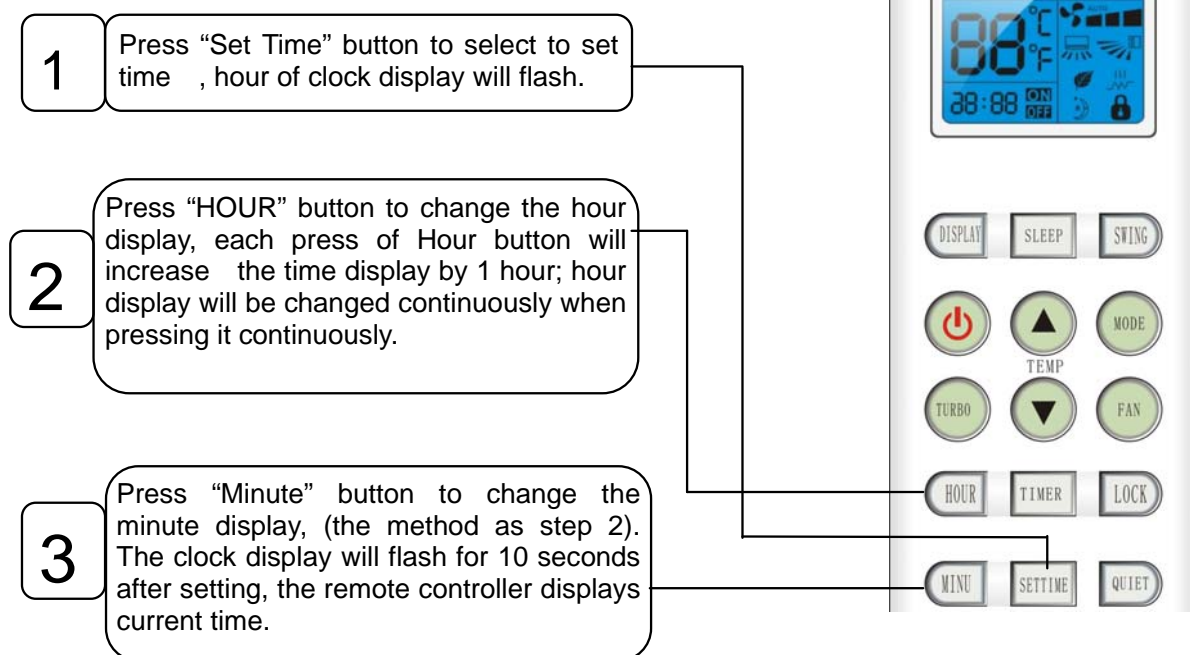 1
Press “Set Time” button to select to set
time , hour of clock display will flash.
2
Press “HOUR” button to change the hour
display, each press of Hour button will
increase the time display by 1 hour; hour
display will be changed continuously when
pressing it continuously.
3
Press “Minute” button to change the
minute display, (the method as step 2).
The clock display will flash for 10 seconds
after setting, the remote controller displays
current time.
88 °C AUTO
°F
38:88 ON
OFF
DISPLAY SLEEP SWING
MODE
TEMP
TURBO FAN
HOUR TIMER LOCK
MINU SETTIME QUIET